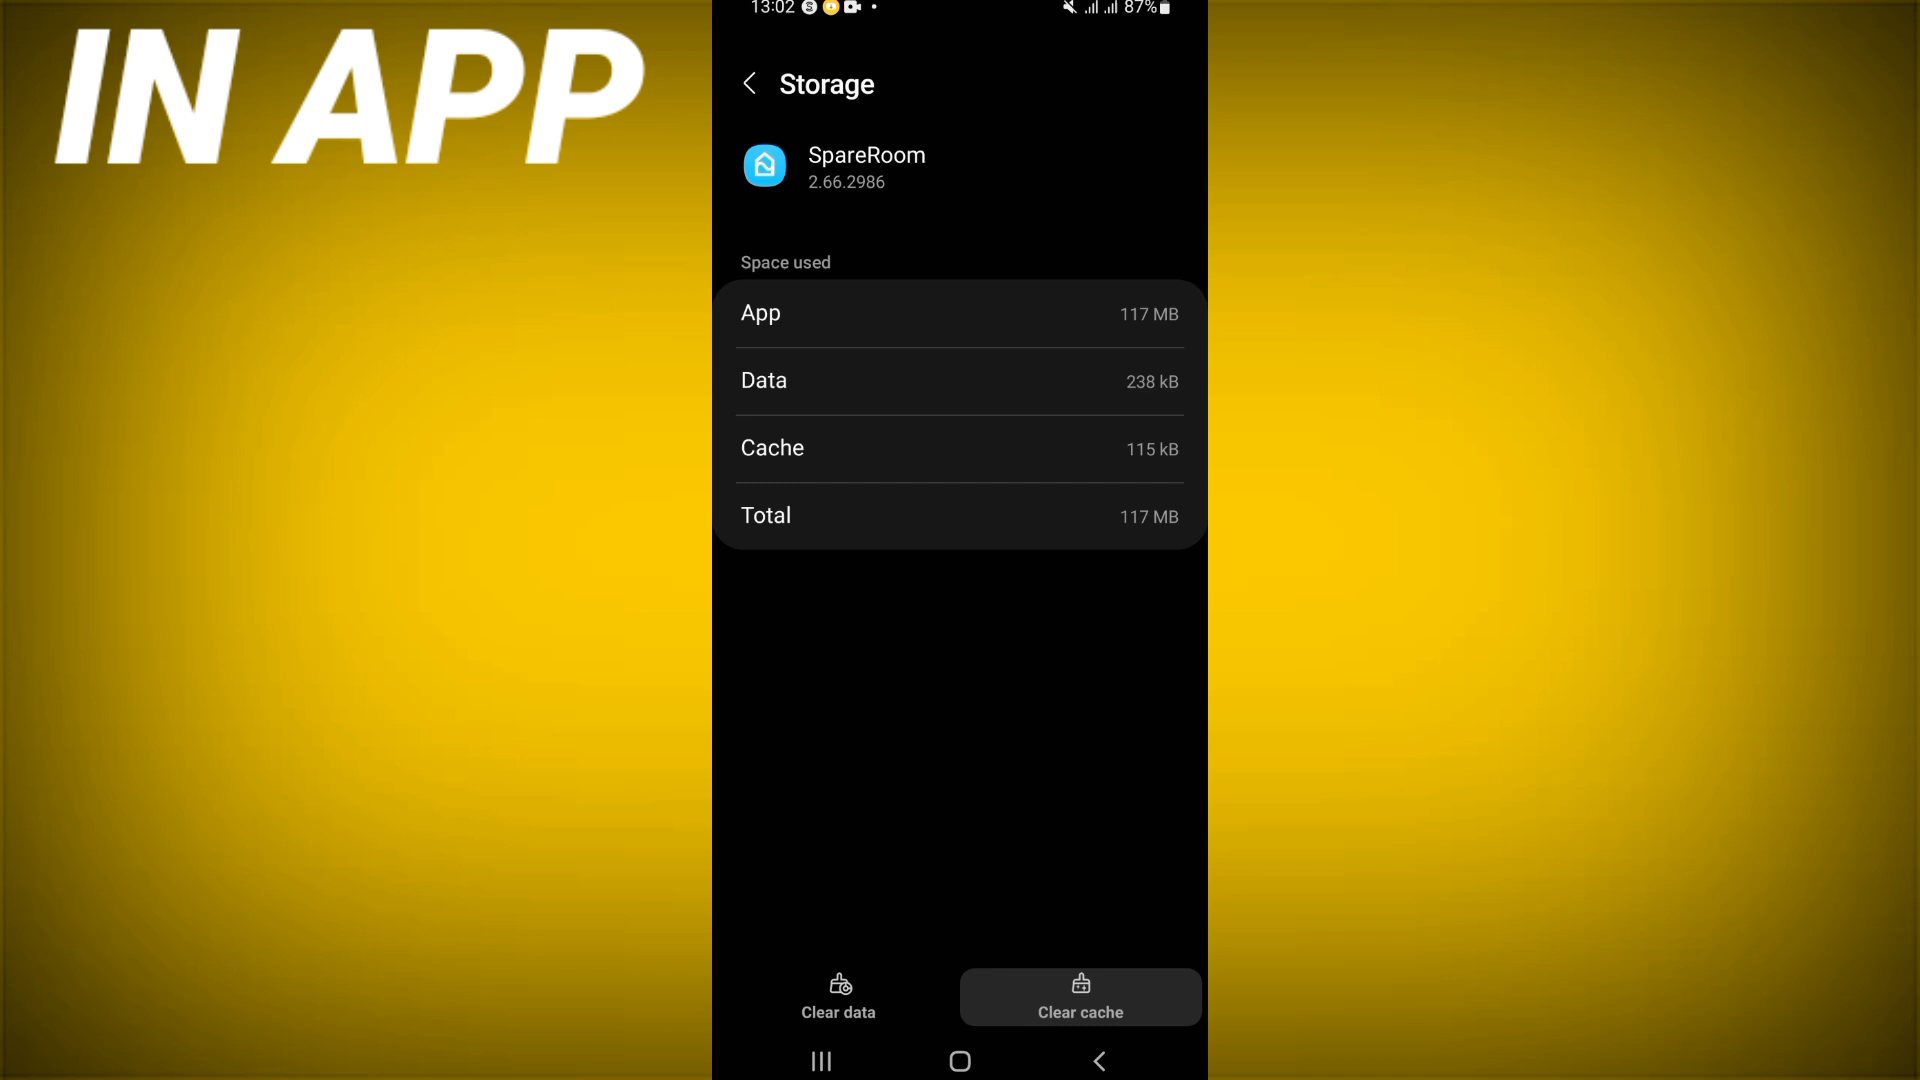 IN APP
13:02
87%
Storage
SpareRoom
2.66.2986
Space used
App 117 MB
Data 238 kB
Cache 115 kB
Total 117 MB
Clear data
Clear cache